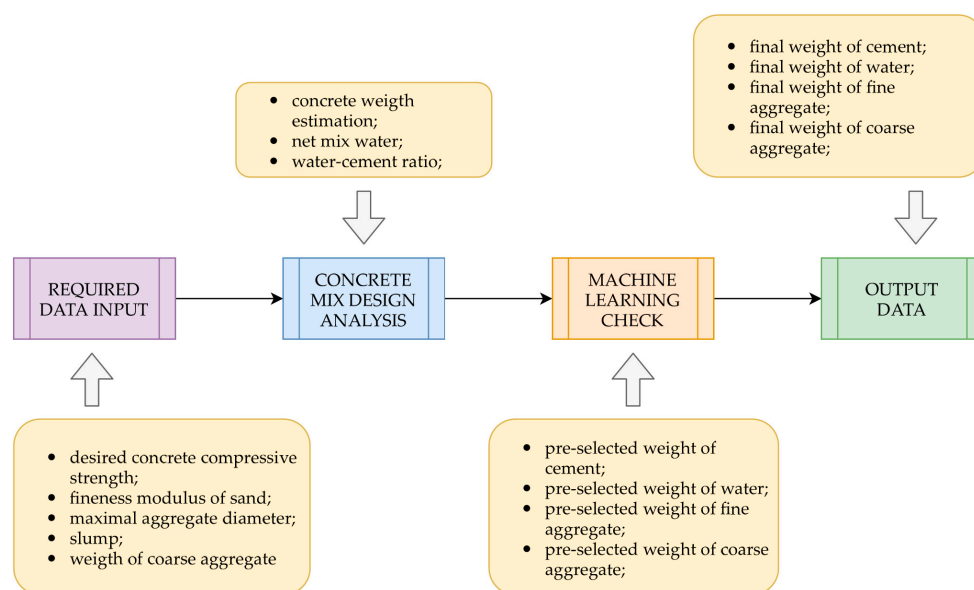 final weight of cement;
final weight of water;
final weight of fine
aggregate;
final weight of coarse
aggregate;
concrete weigth
estimation;
net mix water;
water-cement ratio;
REQUIRED
DATA INPUT
CONCRETE
MIX DESIGN
ANALYSIS
MACHINE
LEARNING
CHECK
OUTPUT
DATA
desired concrete compressive
strength;
fineness modulus of sand;
maximal aggregate diameter;
slump;
weigth of coarse aggregate
pre-selected weight of
cement;
pre-selected weight of water;
pre-selected weight of fine
aggregate;
pre-selected weight of coarse
aggregate;